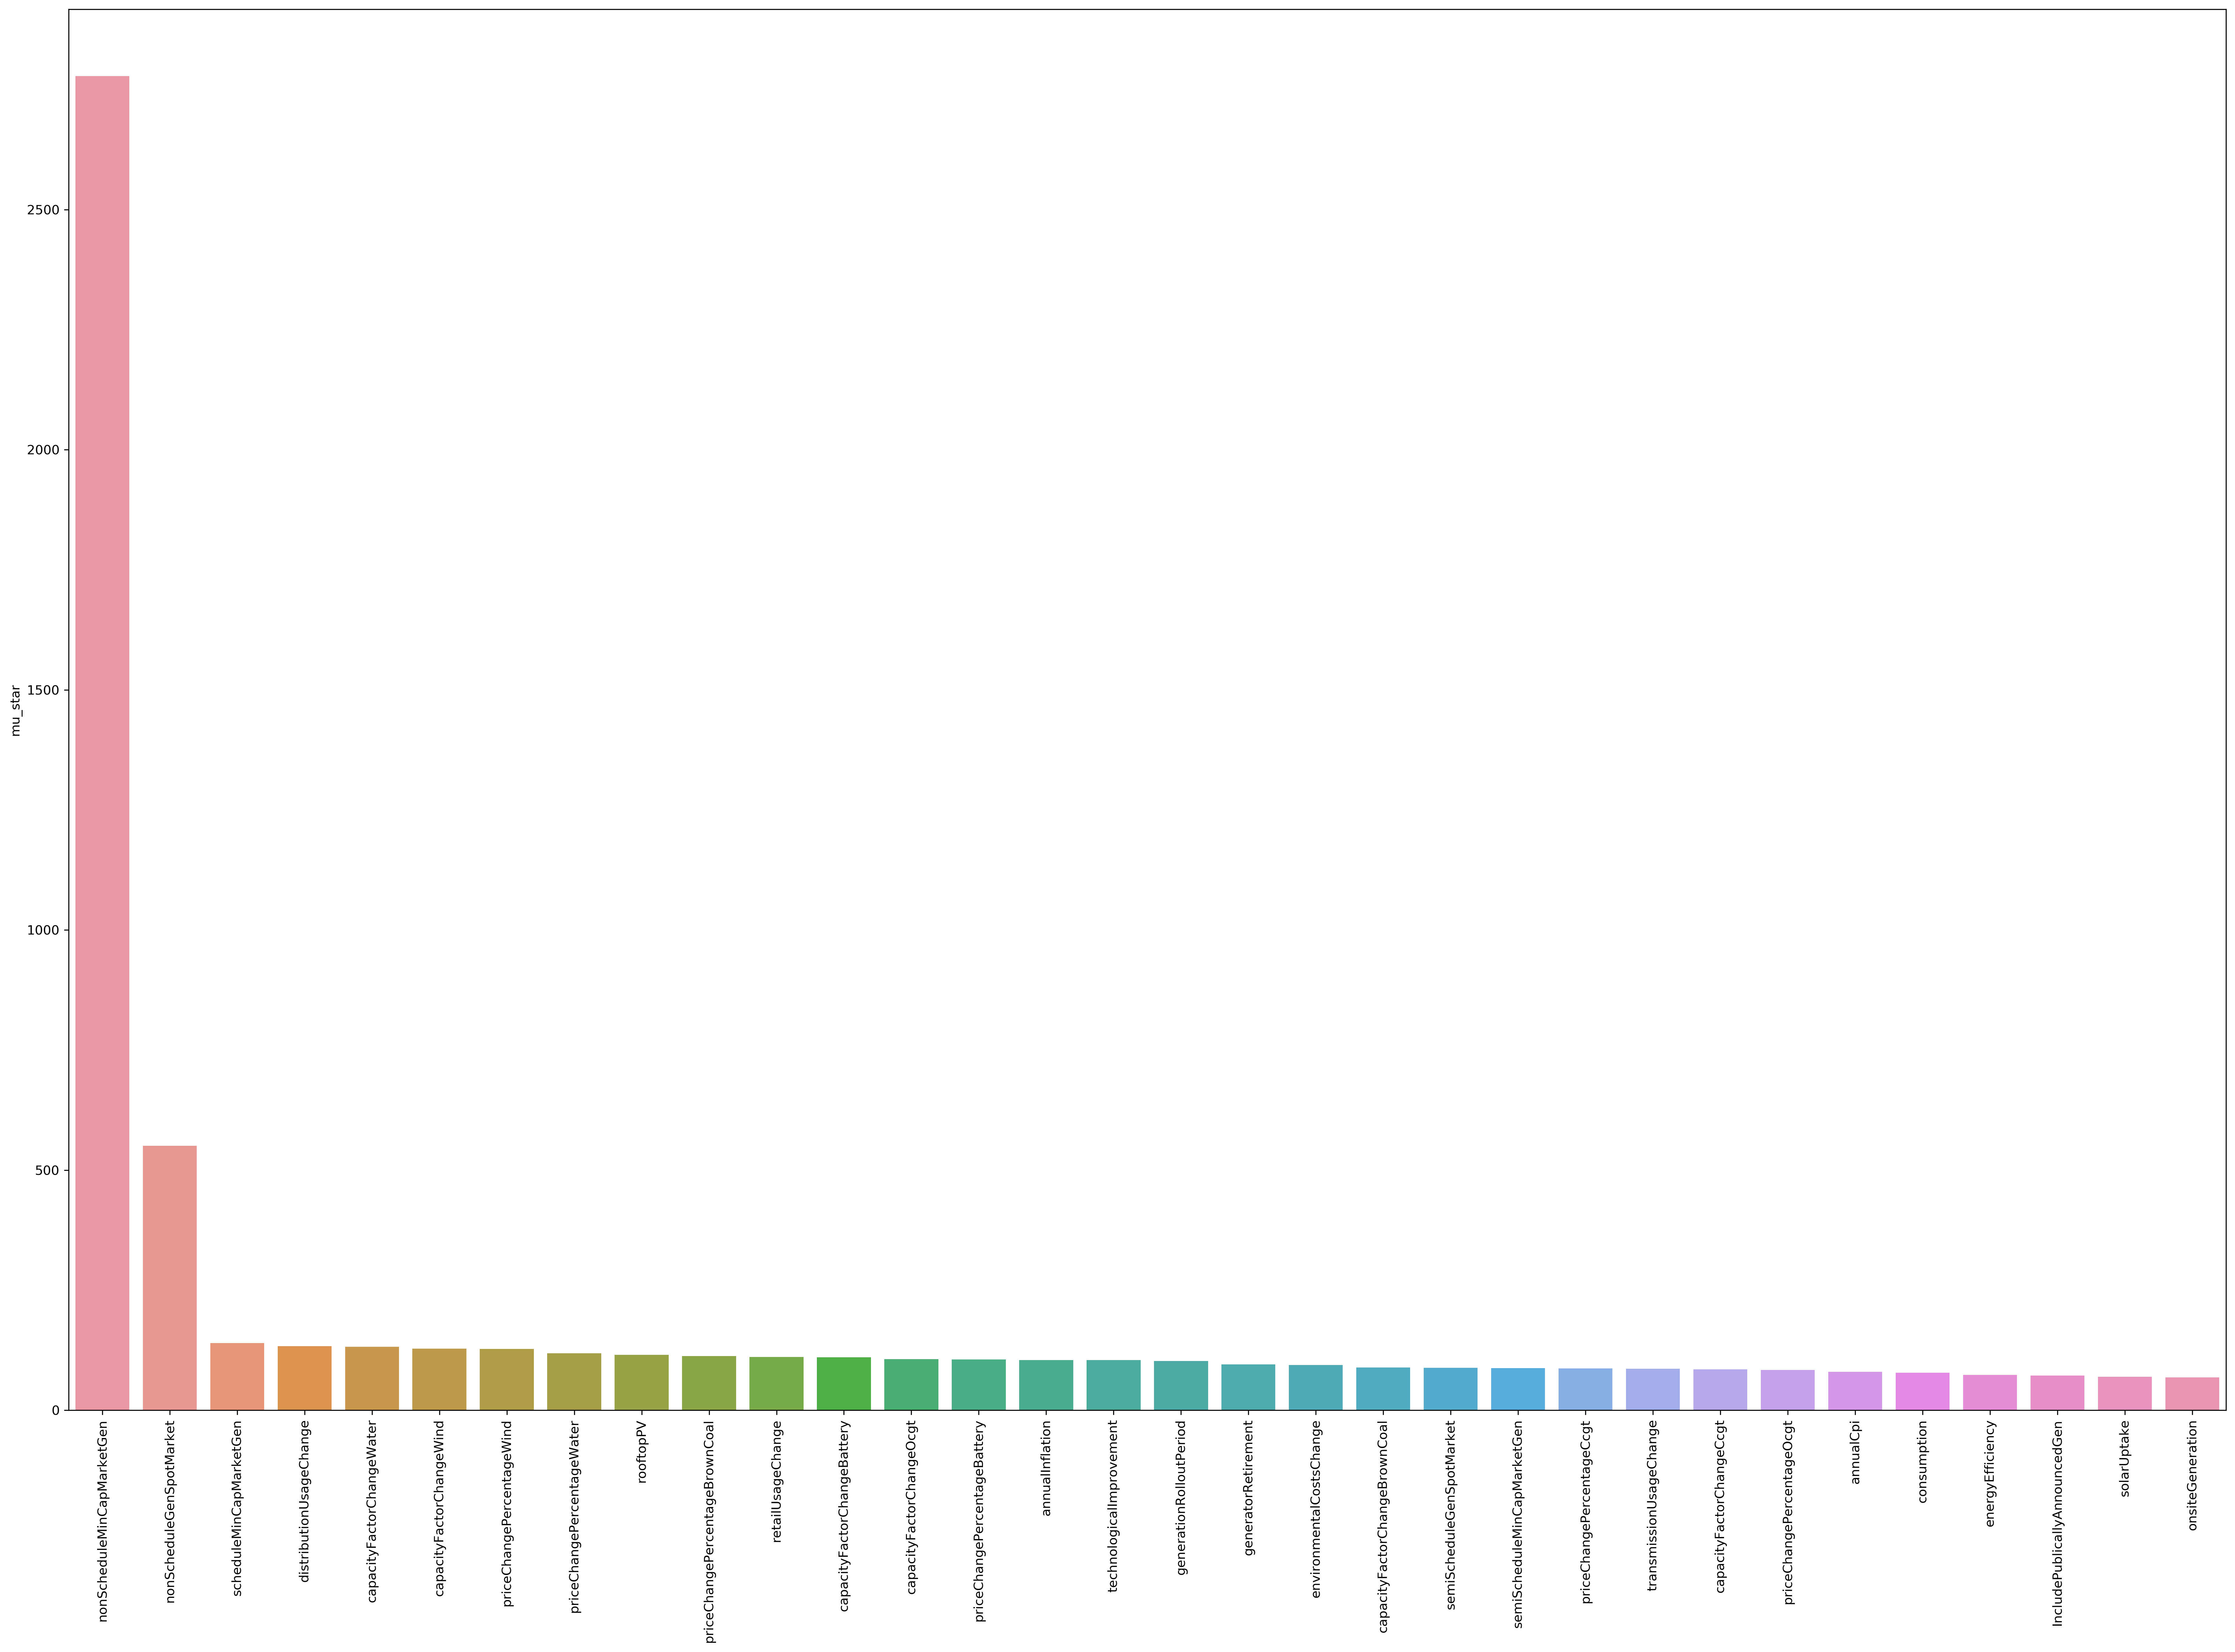 mu_star
2500
2000
1500
1000
500
0
nonScheduleMinCapMarketGen
nonScheduleGenSpotMarket
scheduleMinCapMarketGen
distributionUsageChange
capacityFactorChangeWater
capacityFactorChangeWind
priceChangePercentageWind
priceChangePercentageWater
rooftopPV
priceChangePercentageBrownCoal
retailUsageChange
capacityFactorChangeBattery
capacityFactorChangeOcgt
priceChangePercentageBattery
annualInflation
technologicalImprovement
generationRolloutPeriod
generatorRetirement
environmentalCostsChange
capacityFactorChangeBrownCoal
semiScheduleGenSpotMarket
semiScheduleMinCapMarketGen
priceChangePercentageCcgt
transmissionUsageChange
capacityFactorChangeCcgt
priceChangePercentageOcgt
annualCpi
consumption
energyEfficiency
IncludePublicallyAnnouncedGen
solarUptake
onsiteGeneration